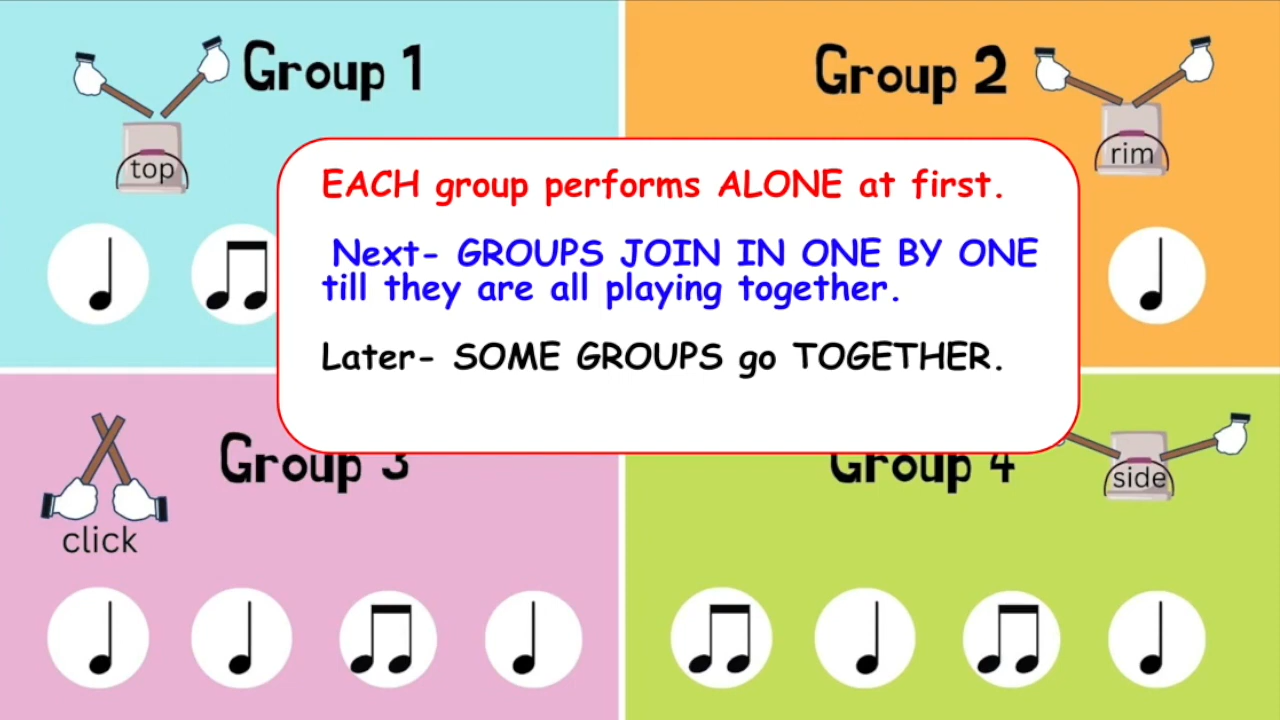 Group 1
Group 2
top
rim
EACH group performs ALONE at first.
Next- GROUPS JOIN IN ONE BY ONE
till they are all playing together.
Later- SOME GROUPS go TOGETHER.
Group 3
Group 4
click
side